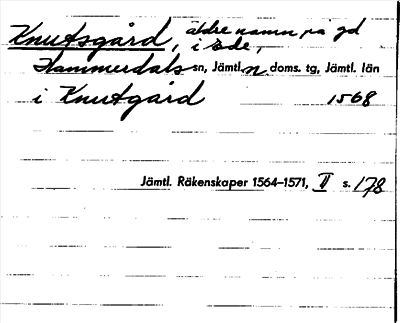 Knutsgård, äldre namn på gd
i Ede,
Hammerdals sn, Jämtl. n. doms. tg, Jämtl. län
i Knutgård 1568
Jämtl. Räkenskaper 1564–1571, II s. 178